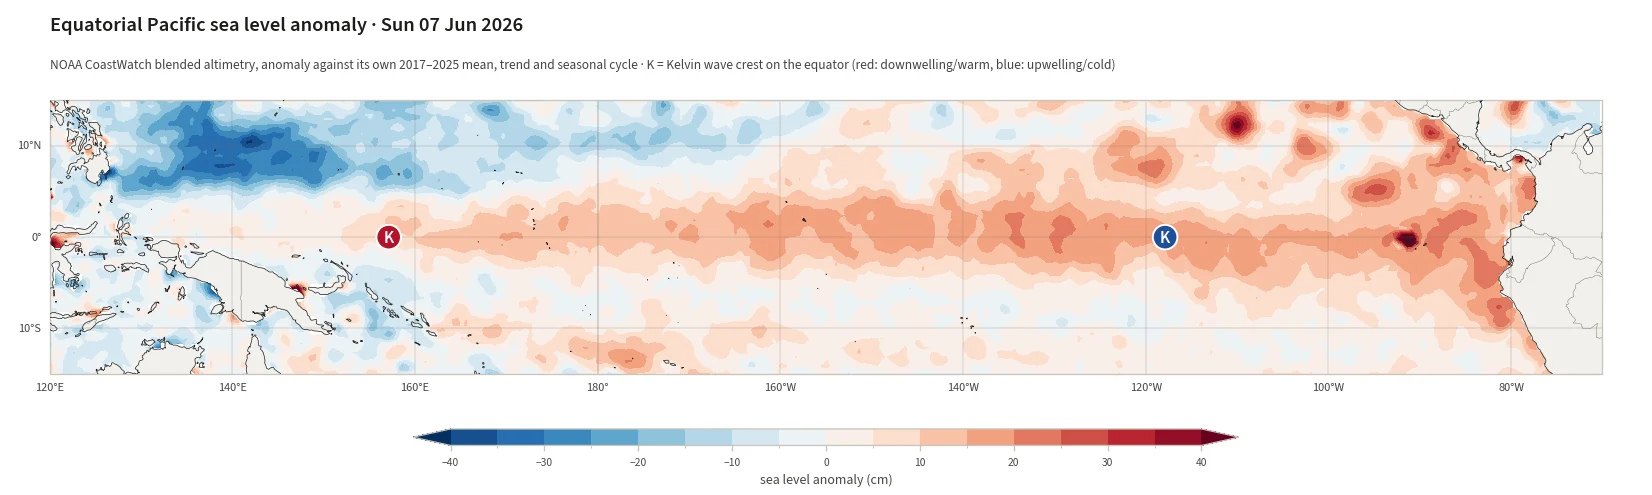 Equatorial Pacific sea level anomaly · Sun 07 Jun 2026
NOAA CoastWatch blended altimetry, anomaly against its own 2017–2025 mean, trend and seasonal cycle · K = Kelvin wave crest on the equator (red: downwelling/warm, blue: upwelling/cold)
10°N
0°
K
K
10°S
120°E 140°E 160°E 180° 160°W 140°W 120°W 100°W 80°W
−40 −30 −20 −10 0 10 20 30 40
sea level anomaly (cm)